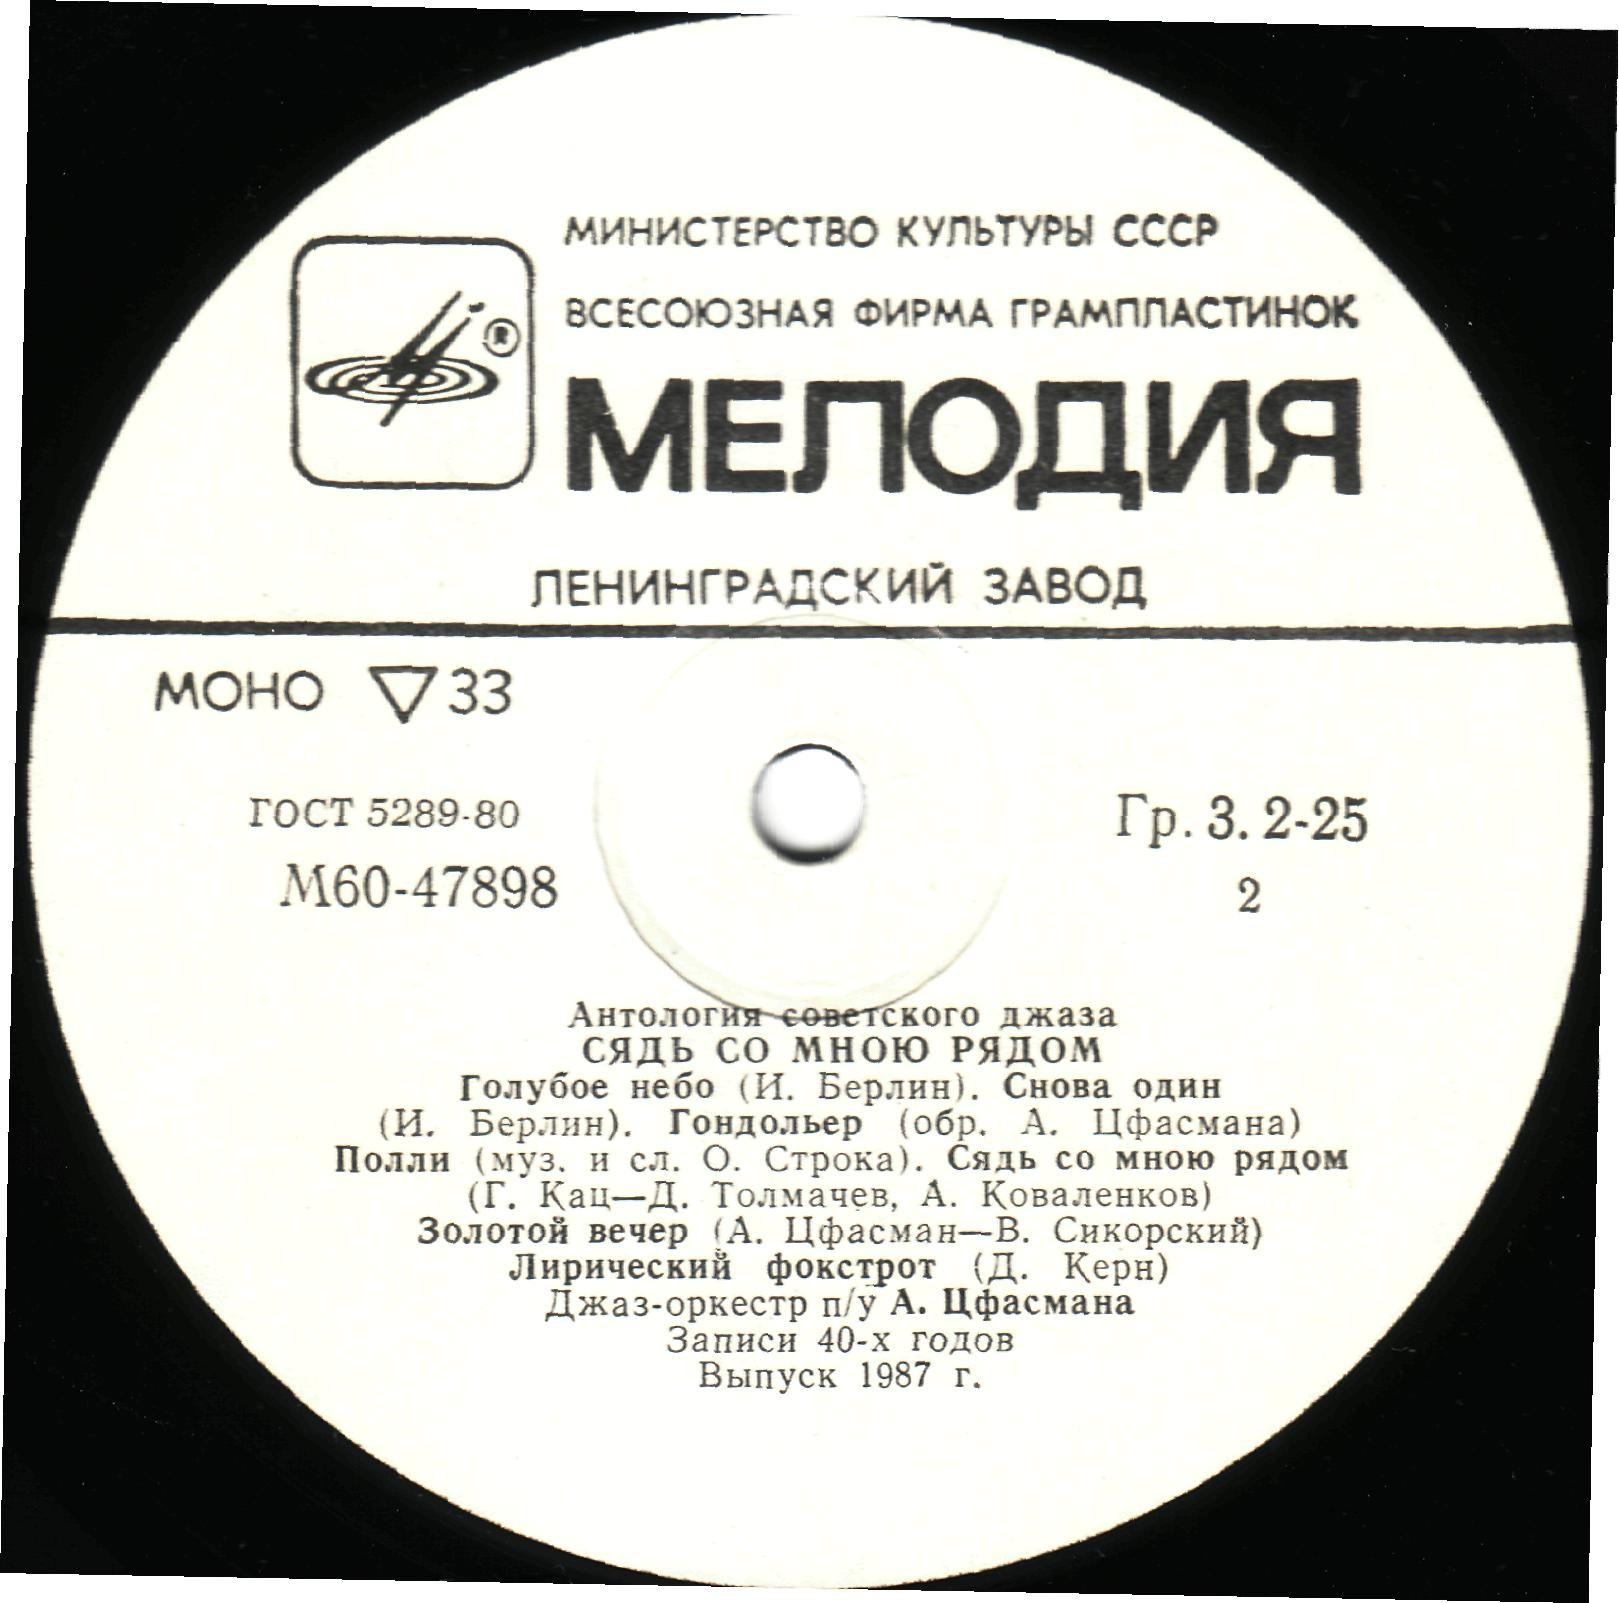 МИНИСТЕРСТВО КУЛЬТУРЫ СССР
ВСЕСОЮЗНАЯ ФИРМА ГРАМПЛАСТИНОК
®
МЕЛОДИЯ
ЛЕНИНГРАДСКИЙ ЗАВОД
МОНО ▽ 33
ГОСТ 5289-80
Гр. 3. 2-25
М60-47898
2
Антология советского джаза
СЯДЬ СО МНОЮ РЯДОМ
Голубое небо (И. Берлин). Снова один
(И. Берлин). Гондольер (обр. А. Цфасмана)
Полли (муз. и сл. О. Строка). Сядь со мною рядом
(Г. Кац—Д. Толмачев, А. Коваленков)
Золотой вечер (А. Цфасман—В. Сикорский)
Лирический фокстрот (Д. Керн)
Джаз-оркестр п/у А. Цфасмана
Записи 40-х годов
Выпуск 1987 г.